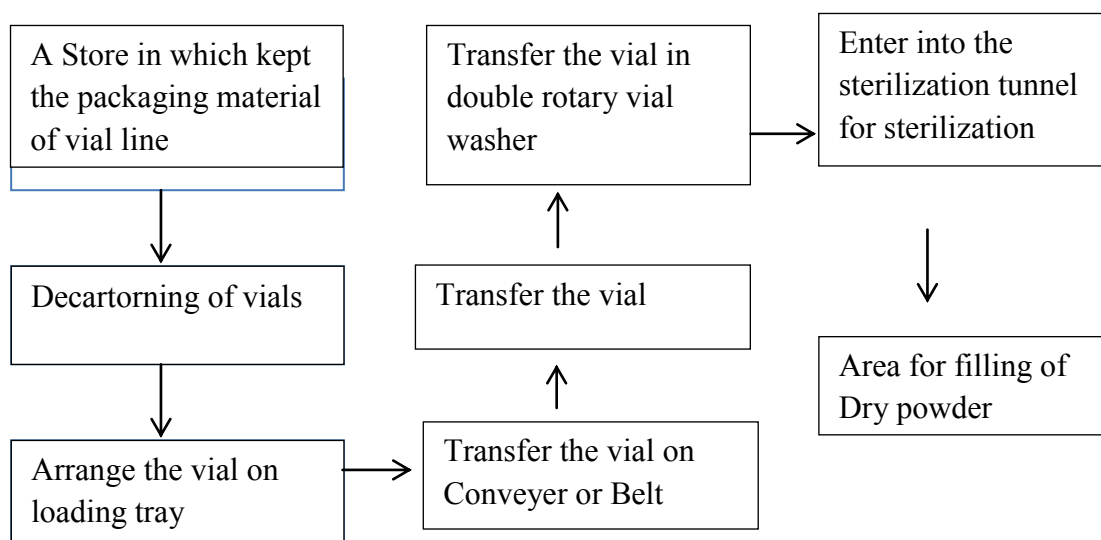 A Store in which kept
the packaging material
of vial line
Decartorning of vials
Arrange the vial on
loading tray
Transfer the vial on
Conveyer or Belt
Transfer the vial
Transfer the vial in
double rotary vial
washer
Enter into the
sterilization tunnel
for sterilization
Area for filling of
Dry powder